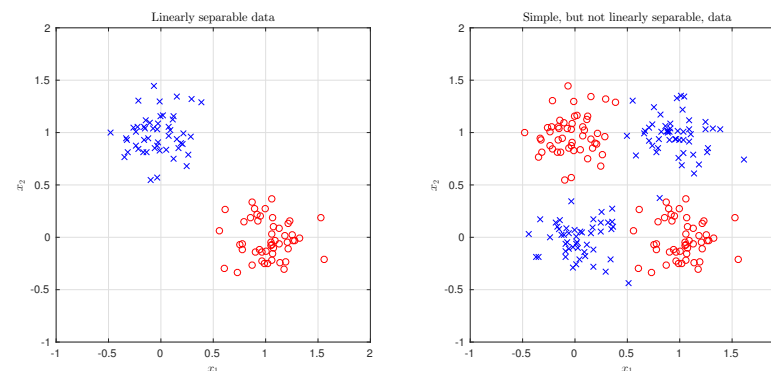 Linearly separable data
2
1.5
1
0.5
0
-0.5
-1
-1 -0.5 0 0.5 1 1.5 2
x2
x1
Simple, but not linearly separable, data
2
1.5
1
0.5
0
-0.5
-1
-1 -0.5 0 0.5 1 1.5
x2
x1